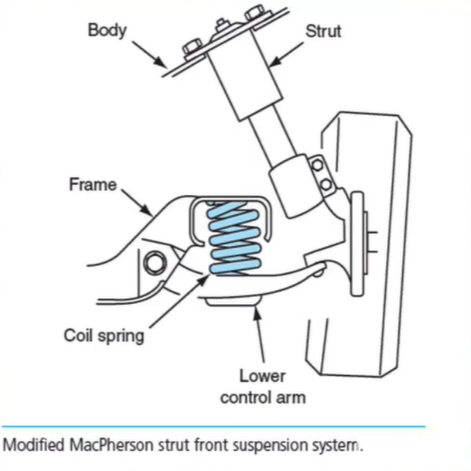 Body
Strut
Frame
Coil spring
Lower
control arm
Modified MacPherson strut front suspension system.